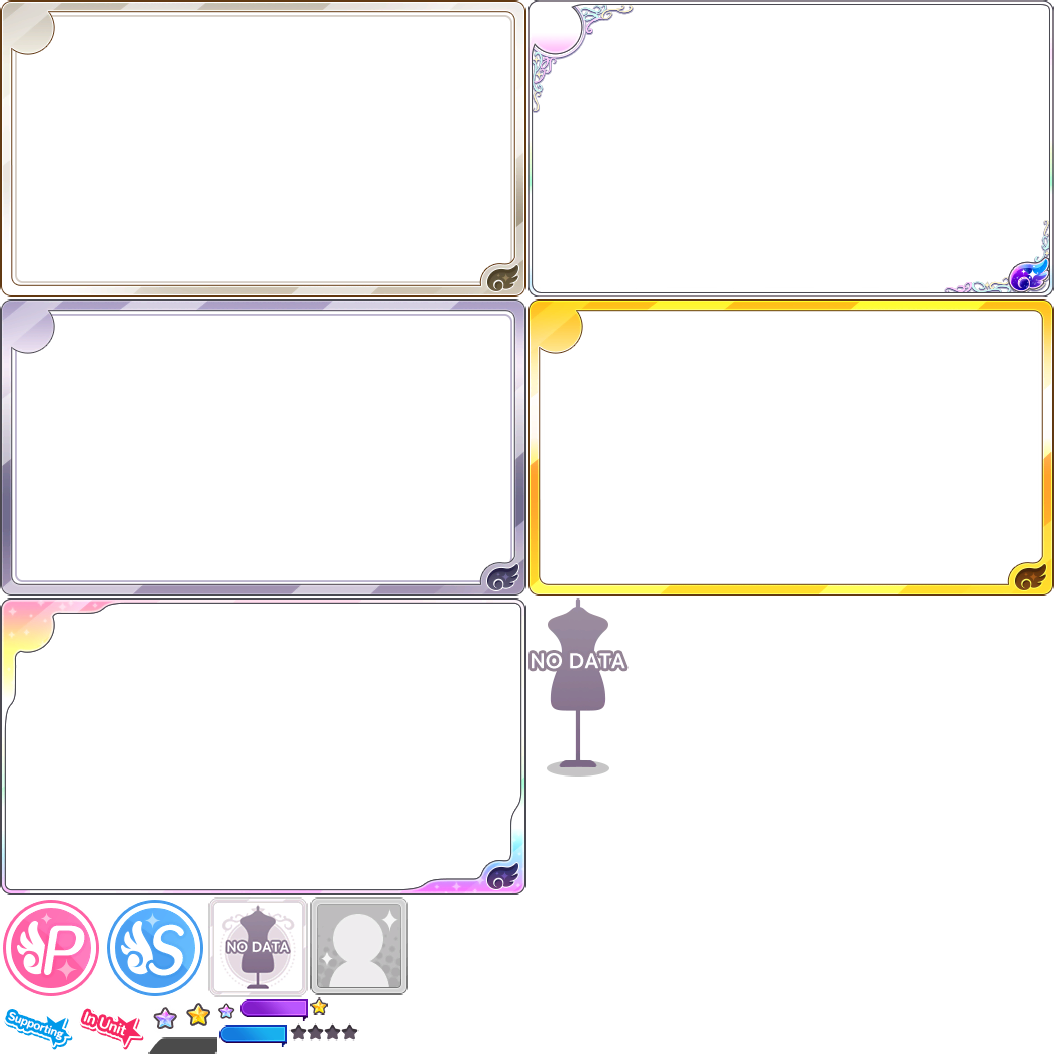 NO DATA
P
S
NO DATA
Supporting
In Unit